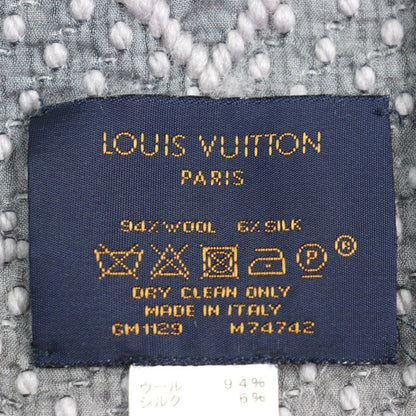 LOUIS VUITTON
PARIS
94% WOOL 6% SILK
P ®
DRY CLEAN ONLY
MADE IN ITALY
GM1129 M74742
ウール 94%
シルク 6%